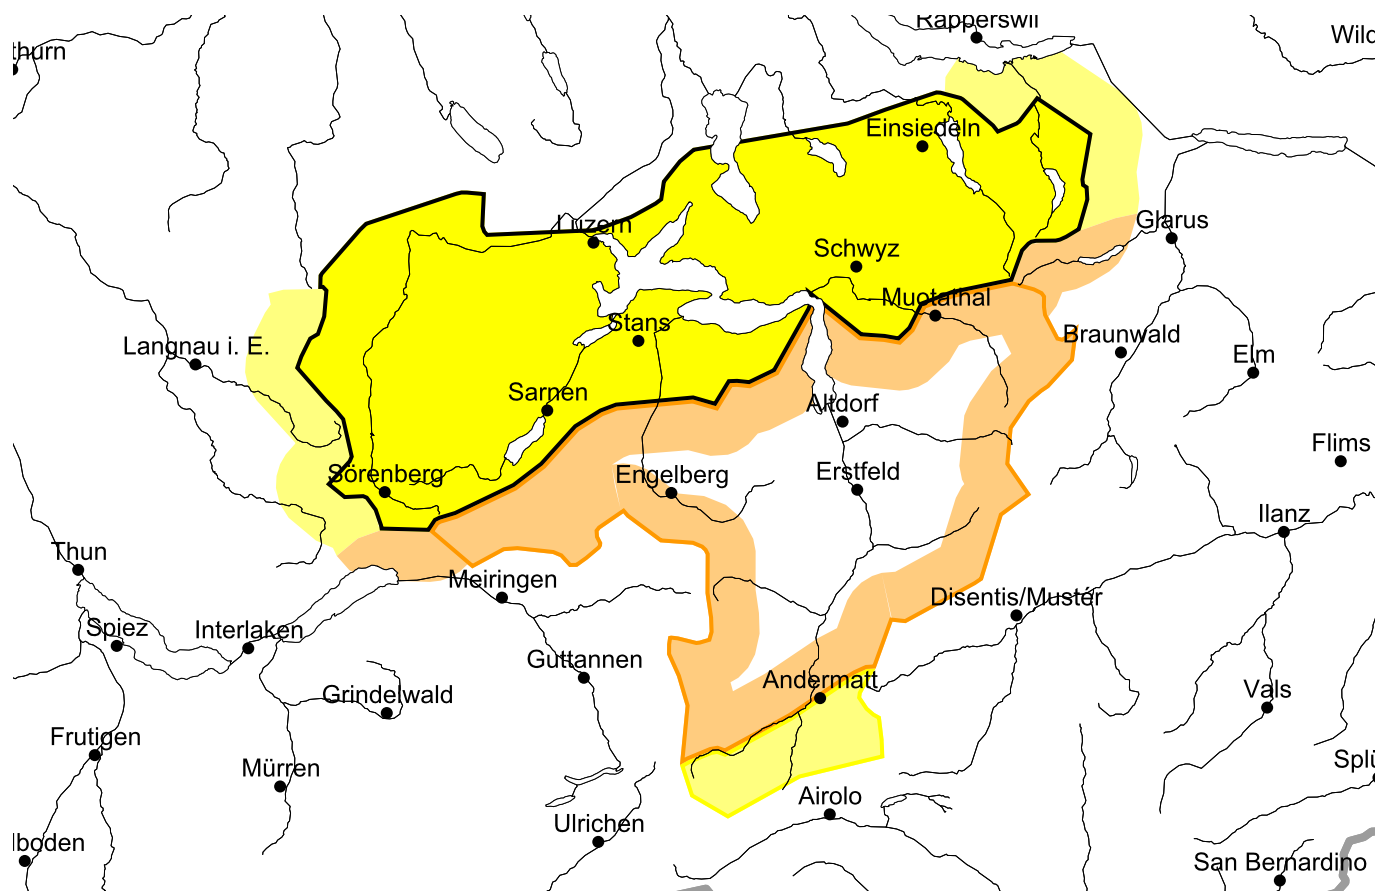 Rapperswil
Wild
thurn
Einsiedeln
Luzern
Glarus
Schwyz
Muotathal
Stans
Braunwald
Langnau i. E.
Elm
Sarnen
Altdorf
Flims
Sörenberg
Engelberg
Erstfeld
Ilanz
Thun
Meiringen
Disentis/Mustér
Spiez
Interlaken
Guttannen
Andermatt
Vals
Grindelwald
Frutigen
Mürren
Splü
Airolo
Ulrichen
lboden
San Bernardino